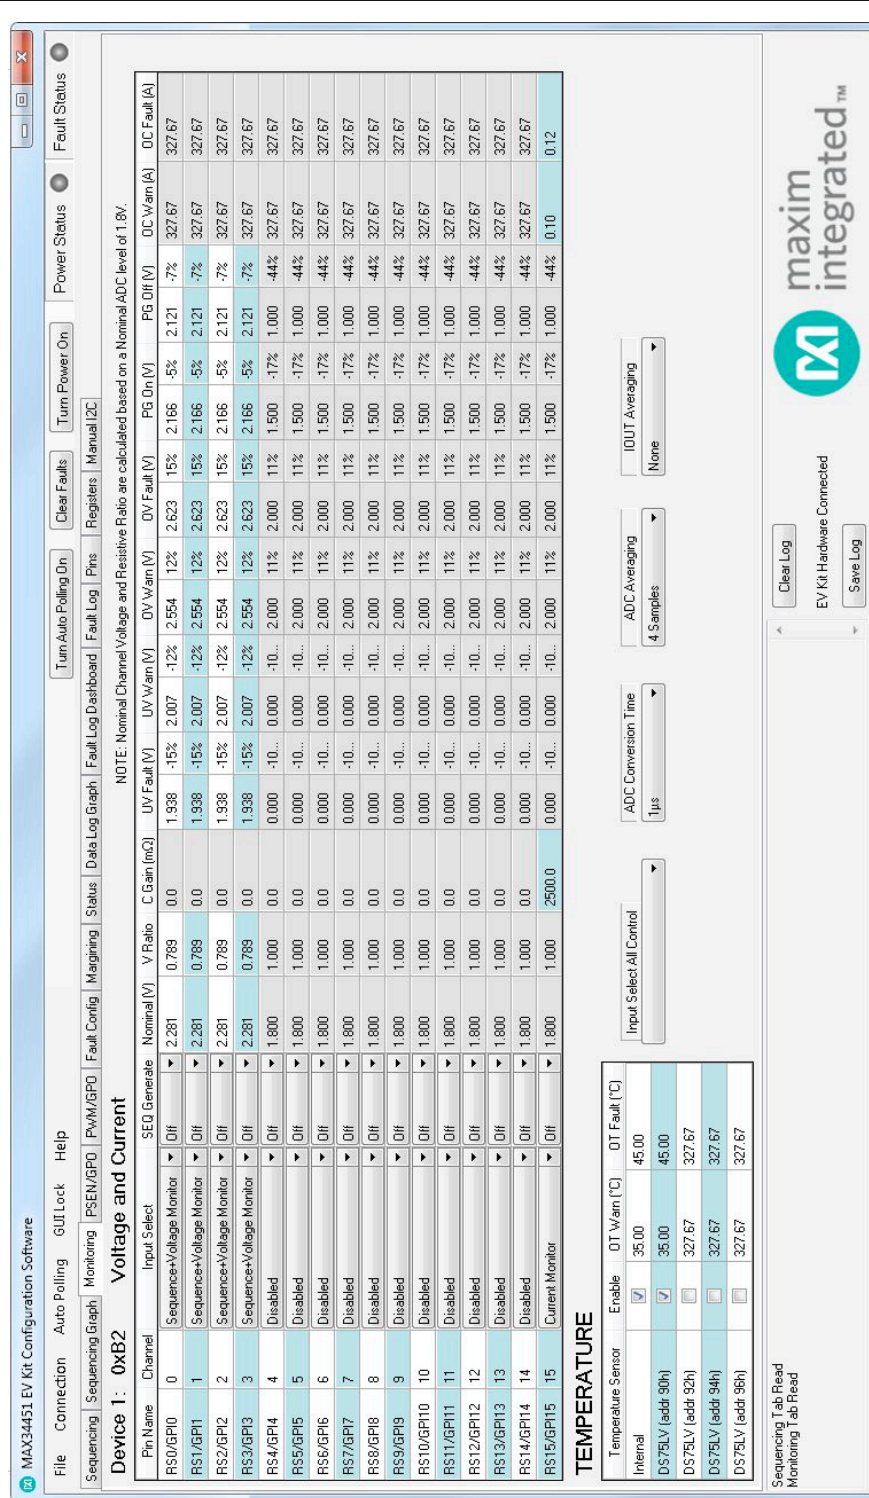 MAX34451 EV Kit Configuration Software
File Connection Auto Polling GUI Lock Help Turn Auto Polling On Clear Faults Turn Power On Power Status Fault Status
Sequencing Sequencing Graph Monitoring PSEN/GPO PWM/GPO Fault Config Margining Status Data Log Graph Fault Log Dashboard Fault Log Pins Registers Manual I2C
Device 1: 0xB2 Voltage and Current NOTE: Nominal Channel Voltage and Resistive Ratio are calculated based on a Nominal ADC level of 1.8V.
Pin Name Channel Input Select SEQ Generate Nominal (V) V Ratio C Gain (mΩ) UV Fault (V) UV Warn (V) OV Warn (V) OV Fault (V) PG On (V) PG Off (V) OC Warn (A) OC Fault (A)
RS0/GPI0 0 Sequence+Voltage Monitor Off 2.281 0.789 0.0 1.938 -15% 2.007 -12% 2.554 12% 2.623 15% 2.166 -5% 2.121 -7% 327.67 327.67
RS1/GPI1 1 Sequence+Voltage Monitor Off 2.281 0.789 0.0 1.938 -15% 2.007 -12% 2.554 12% 2.623 15% 2.166 -5% 2.121 -7% 327.67 327.67
RS2/GPI2 2 Sequence+Voltage Monitor Off 2.281 0.789 0.0 1.938 -15% 2.007 -12% 2.554 12% 2.623 15% 2.166 -5% 2.121 -7% 327.67 327.67
RS3/GPI3 3 Sequence+Voltage Monitor Off 2.281 0.789 0.0 1.938 -15% 2.007 -12% 2.554 12% 2.623 15% 2.166 -5% 2.121 -7% 327.67 327.67
RS4/GPI4 4 Disabled Off 1.800 1.000 0.0 0.000 -10... 0.000 -10... 2.000 11% 2.000 11% 1.500 -17% 1.000 -44% 327.67 327.67
RS5/GPI5 5 Disabled Off 1.800 1.000 0.0 0.000 -10... 0.000 -10... 2.000 11% 2.000 11% 1.500 -17% 1.000 -44% 327.67 327.67
RS6/GPI6 6 Disabled Off 1.800 1.000 0.0 0.000 -10... 0.000 -10... 2.000 11% 2.000 11% 1.500 -17% 1.000 -44% 327.67 327.67
RS7/GPI7 7 Disabled Off 1.800 1.000 0.0 0.000 -10... 0.000 -10... 2.000 11% 2.000 11% 1.500 -17% 1.000 -44% 327.67 327.67
RS8/GPI8 8 Disabled Off 1.800 1.000 0.0 0.000 -10... 0.000 -10... 2.000 11% 2.000 11% 1.500 -17% 1.000 -44% 327.67 327.67
RS9/GPI9 9 Disabled Off 1.800 1.000 0.0 0.000 -10... 0.000 -10... 2.000 11% 2.000 11% 1.500 -17% 1.000 -44% 327.67 327.67
RS10/GPI10 10 Disabled Off 1.800 1.000 0.0 0.000 -10... 0.000 -10... 2.000 11% 2.000 11% 1.500 -17% 1.000 -44% 327.67 327.67
RS11/GPI11 11 Disabled Off 1.800 1.000 0.0 0.000 -10... 0.000 -10... 2.000 11% 2.000 11% 1.500 -17% 1.000 -44% 327.67 327.67
RS12/GPI12 12 Disabled Off 1.800 1.000 0.0 0.000 -10... 0.000 -10... 2.000 11% 2.000 11% 1.500 -17% 1.000 -44% 327.67 327.67
RS13/GPI13 13 Disabled Off 1.800 1.000 0.0 0.000 -10... 0.000 -10... 2.000 11% 2.000 11% 1.500 -17% 1.000 -44% 327.67 327.67
RS14/GPI14 14 Disabled Off 1.800 1.000 0.0 0.000 -10... 0.000 -10... 2.000 11% 2.000 11% 1.500 -17% 1.000 -44% 327.67 327.67
RS15/GPI15 15 Current Monitor Off 1.800 1.000 2500.0 0.000 -10... 0.000 -10... 2.000 11% 2.000 11% 1.500 -17% 1.000 -44% 0.10 0.12
TEMPERATURE
Temperature Sensor Enable OT Warn (°C) OT Fault (°C)
Internal 35.00 45.00
DS75LV (addr 90h) 35.00 45.00
DS75LV (addr 92h) 327.67 327.67
DS75LV (addr 94h) 327.67 327.67
DS75LV (addr 96h) 327.67 327.67
Input Select All Control ADC Conversion Time ADC Averaging IOUT Averaging
1µs 4 Samples None
Sequencing Tab Read
Monitoring Tab Read
Clear Log
EV Kit Hardware Connected
Save Log
maxim
integrated™